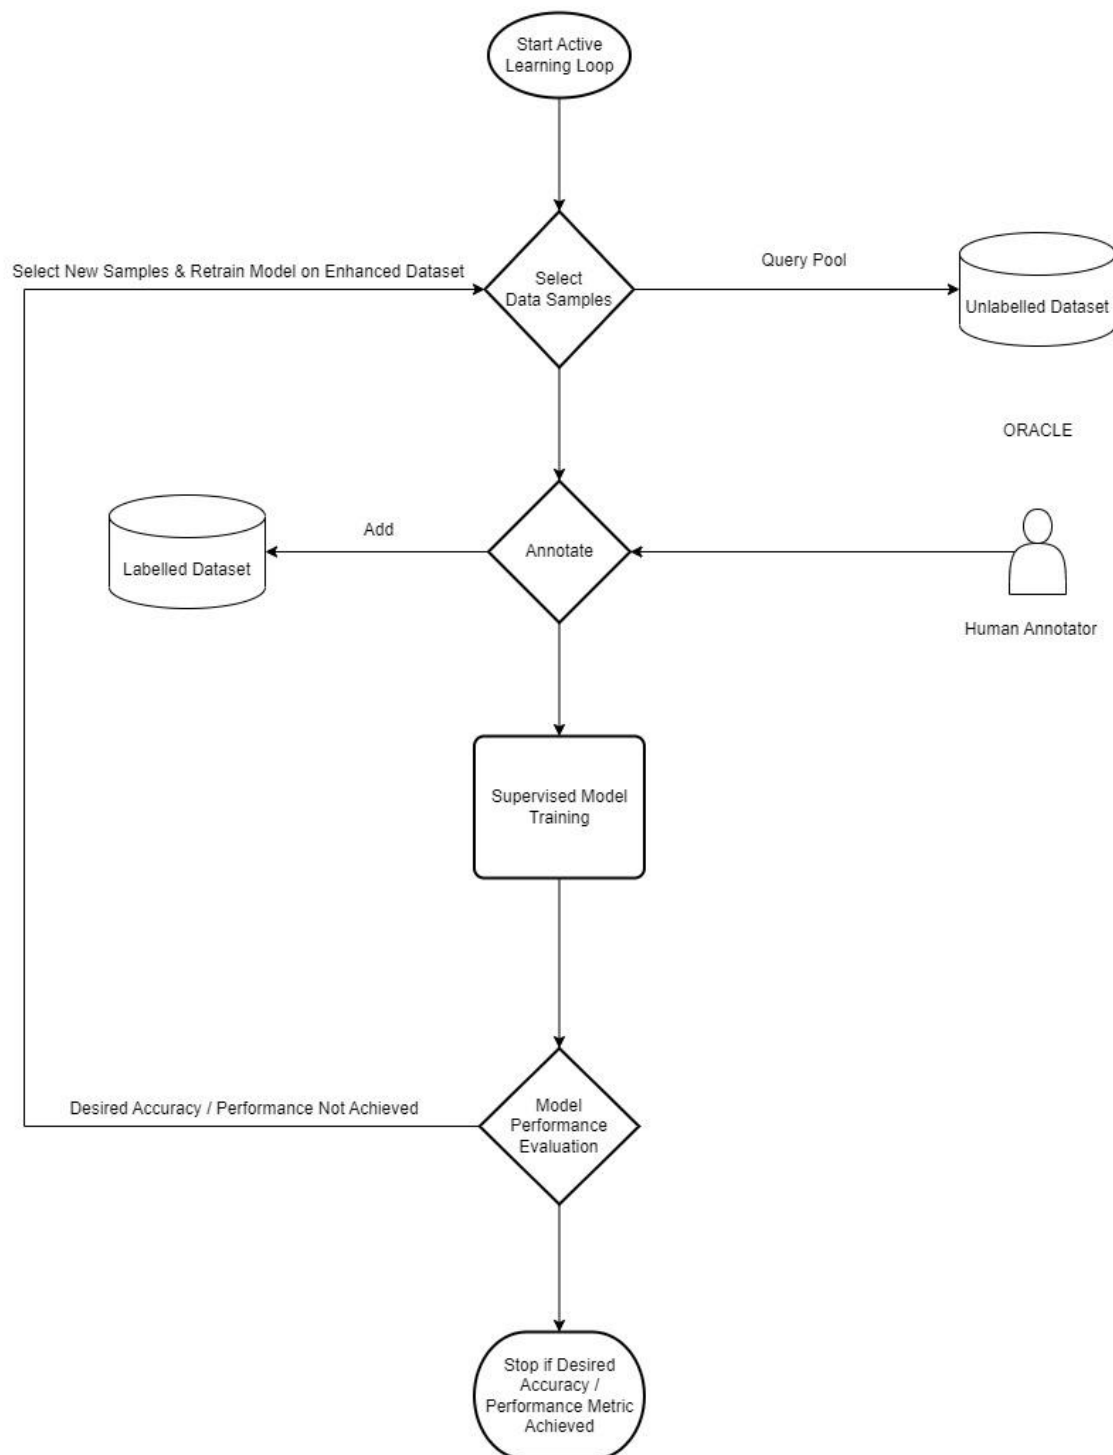 Start Active
Learning Loop
Select New Samples & Retrain Model on Enhanced Dataset
Select
Data Samples
Query Pool
Unlabelled Dataset
ORACLE
Labelled Dataset
Add
Annotate
Human Annotator
Supervised Model
Training
Desired Accuracy / Performance Not Achieved
Model
Performance
Evaluation
Stop if Desired
Accuracy /
Performance Metric
Achieved